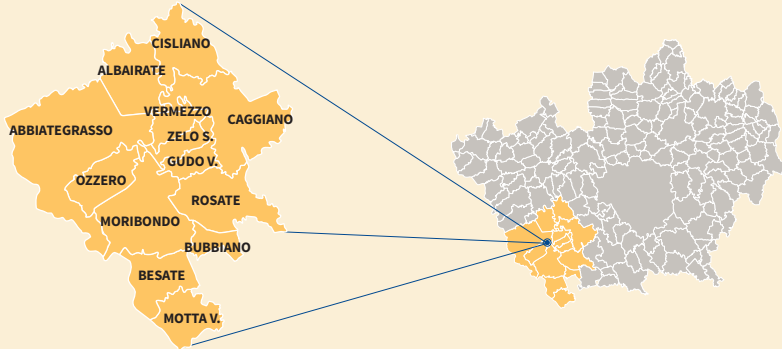 CISLIANO
ALBAIRATE
VERMEZZO
CAGGIANO
ABBIATEGRASSO
ZELO S.
GUDO V.
OZZERO
ROSATE
MORIBONDO
BUBBIANO
BESATE
MOTTA V.